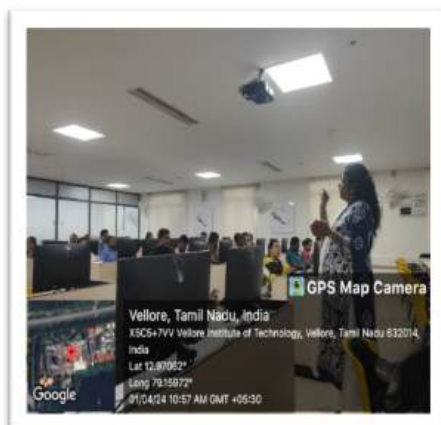 GPS Map Camera
Vellore, Tamil Nadu, India
X5C5+7VV Vellore Institute of Technology, Vellore, Tamil Nadu 632014,
India
Lat 12.97062°
Long 79.15972°
01/04/24 10:57 AM GMT +05:30
Google